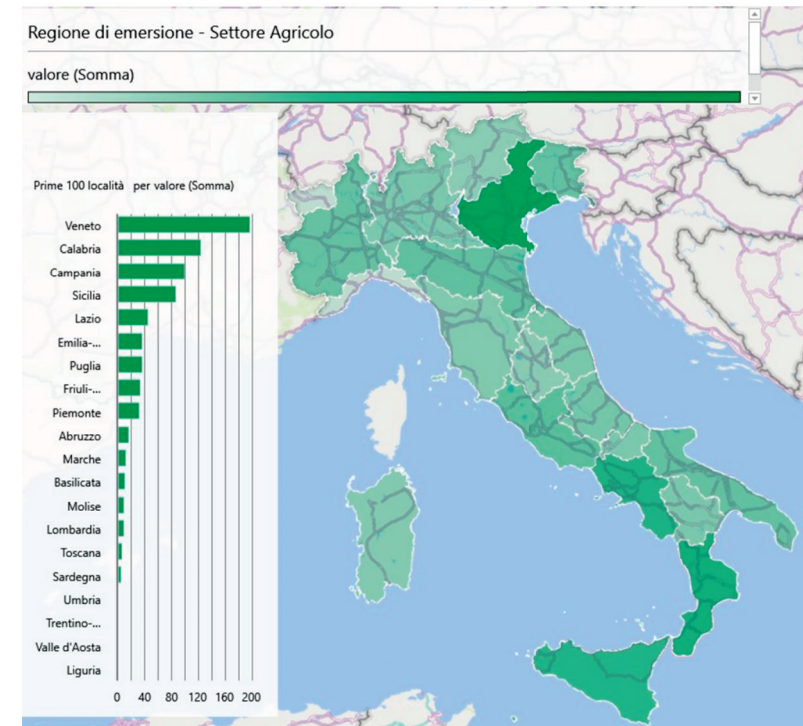 Regione di emersione - Settore Agricolo
valore (Somma)
Prime 100 località per valore (Somma)
Veneto
Calabria
Campania
Sicilia
Lazio
Emilia-...
Puglia
Friuli-...
Piemonte
Abruzzo
Marche
Basilicata
Molise
Lombardia
Toscana
Sardegna
Umbria
Trentino-...
Valle d'Aosta
Liguria
0 40 80 120 160 200